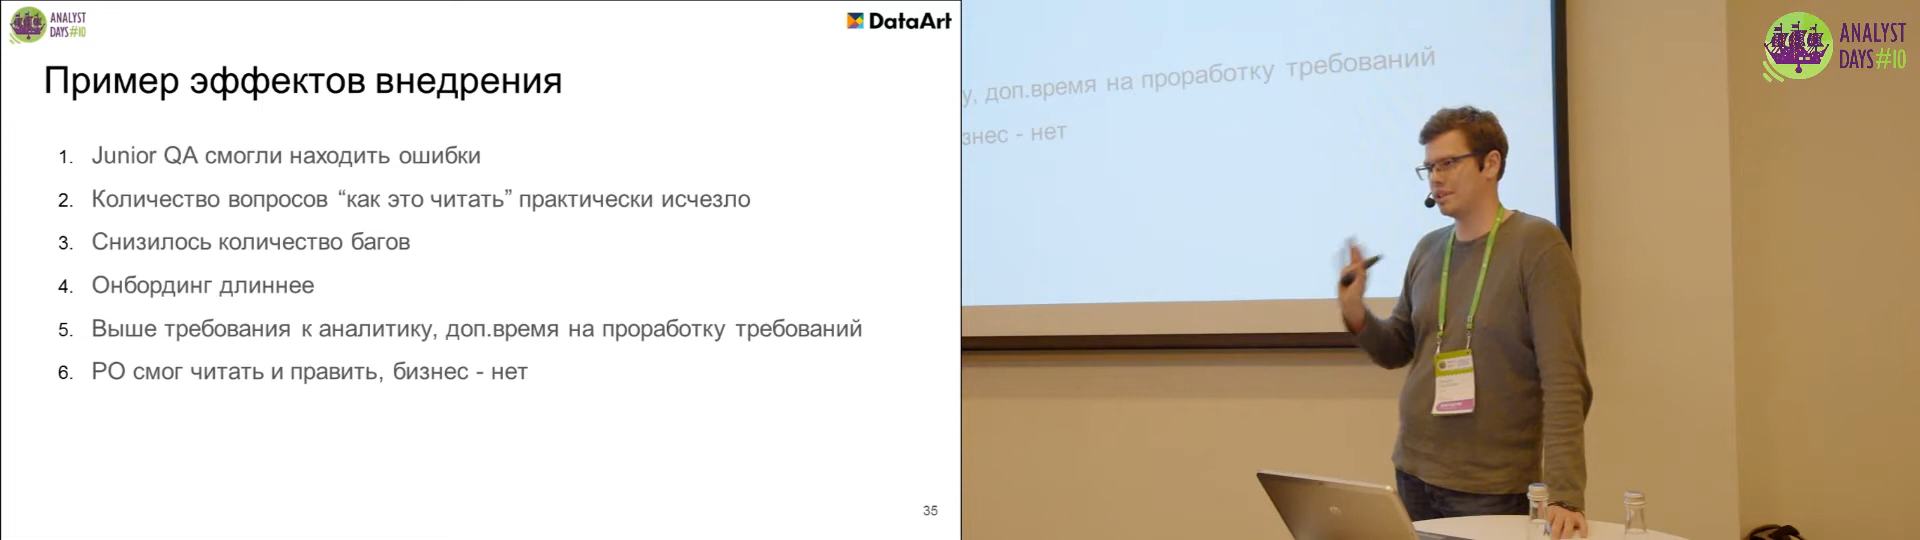 ANALYST
DAYS#10
DataArt
Пример эффектов внедрения
1. Junior QA смогли находить ошибки
2. Количество вопросов “как это читать” практически исчезло
3. Снизилось количество багов
4. Онбординг длиннее
5. Выше требования к аналитику, доп.время на проработку требований
6. PO смог читать и править, бизнес - нет
35
у, доп.время на проработку требований
знес - нет
ANALYST
DAYS#10